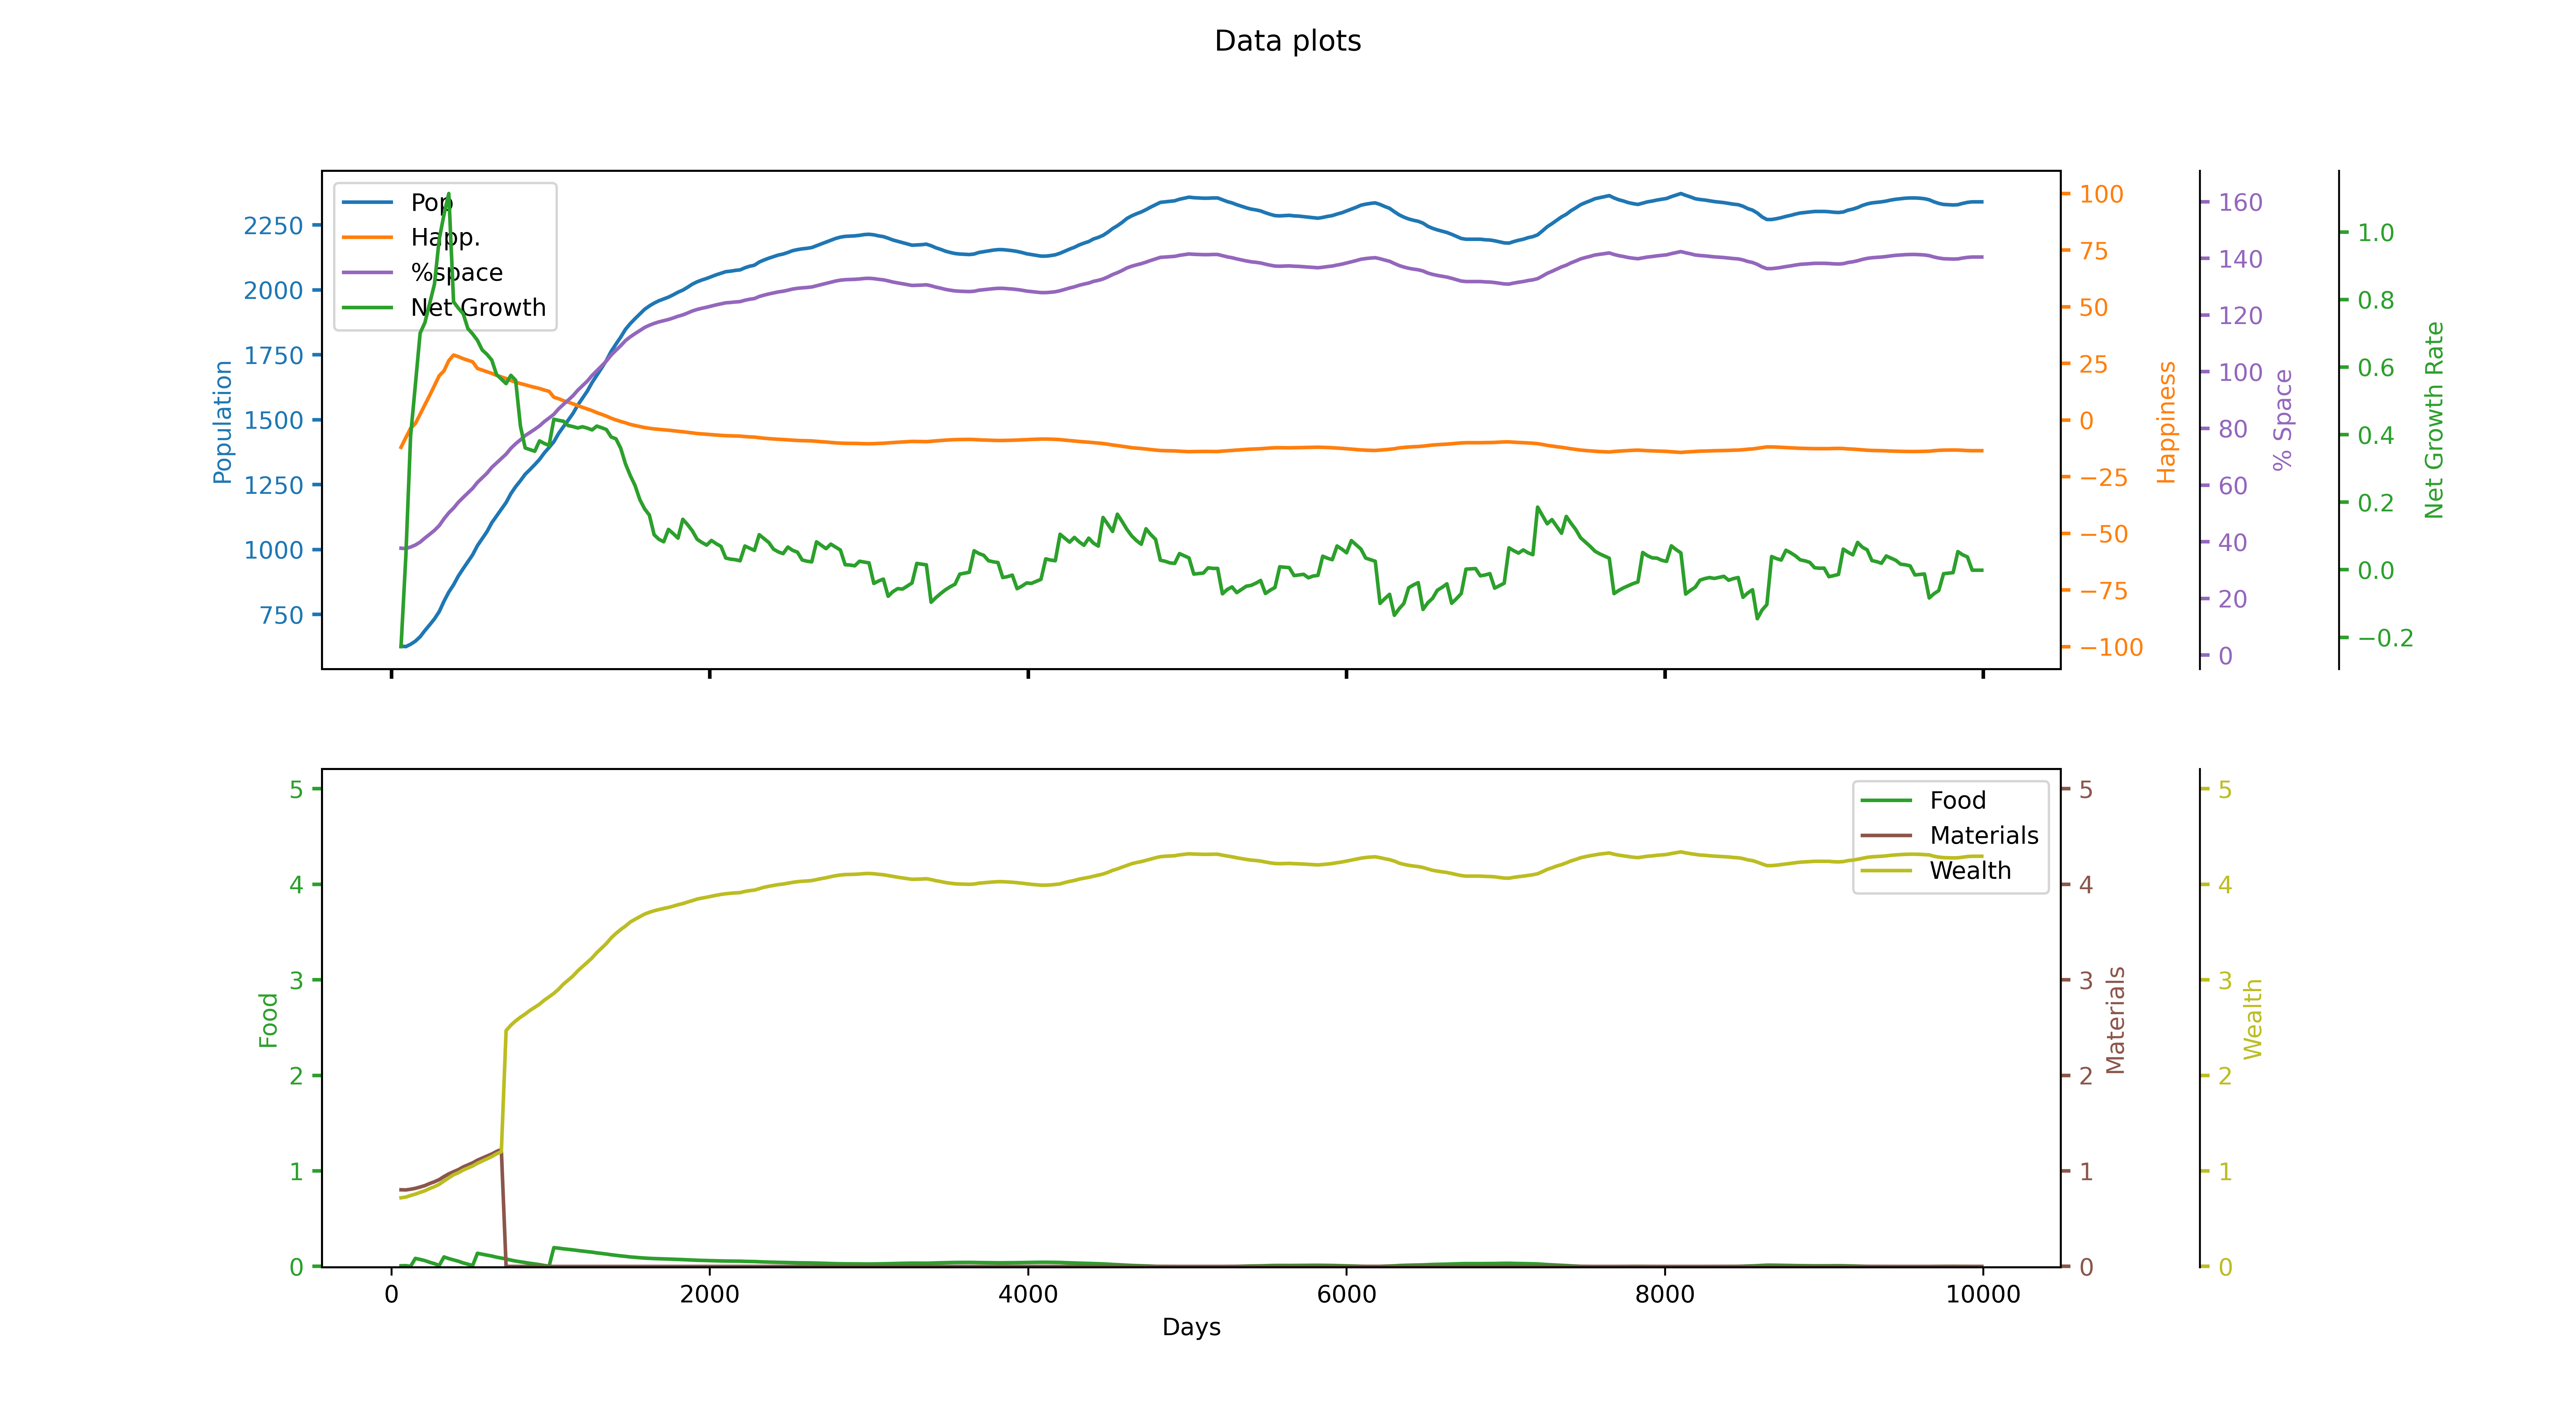 Data plots
Pop
Happ.
%space
Net Growth
2250
2000
1750
1500
1250
1000
750
Population
100
75
50
25
0
−25
−50
−75
−100
Happiness
160
140
120
100
80
60
40
20
0
% Space
1.0
0.8
0.6
0.4
0.2
0.0
−0.2
Net Growth Rate
Food
Materials
Wealth
5
4
3
2
1
0
Food
5
4
3
2
1
0
Materials
5
4
3
2
1
0
Wealth
0 2000 4000 6000 8000 10000
Days